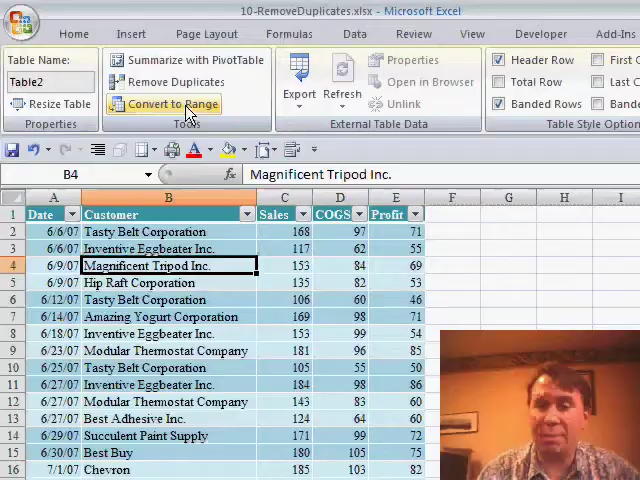 10-RemoveDuplicates.xlsx - Microsoft Excel
Home Insert Page Layout Formulas Data Review View Developer Add-Ins
Table Name:
Table2
Resize Table
Properties
Summarize with PivotTable
Remove Duplicates
Convert to Range
Tools
Export Refresh
Properties
Open in Browser
Unlink
External Table Data
Header Row First C
Total Row Last C
Banded Rows Banded
Table Style Option
B4 fx Magnificent Tripod Inc.
A B C D E F G H I
1 Date Customer Sales COGS Profit
2 6/6/07 Tasty Belt Corporation 168 97 71
3 6/6/07 Inventive Eggbeater Inc. 117 62 55
4 6/9/07 Magnificent Tripod Inc. 153 84 69
5 6/9/07 Hip Raft Corporation 135 82 53
6 6/12/07 Tasty Belt Corporation 106 60 46
7 6/14/07 Amazing Yogurt Corporation 169 98 71
8 6/18/07 Inventive Eggbeater Inc. 153 99 54
9 6/23/07 Modular Thermostat Company 181 96 85
10 6/25/07 Tasty Belt Corporation 105 55 50
11 6/27/07 Inventive Eggbeater Inc. 184 98 86
12 6/27/07 Modular Thermostat Company 143 83 60
13 6/27/07 Best Adhesive Inc. 124 64 60
14 6/29/07 Succulent Paint Supply 171 99 72
15 6/30/07 Best Buy 180 105 75
16 7/1/07 Chevron 185 103 82